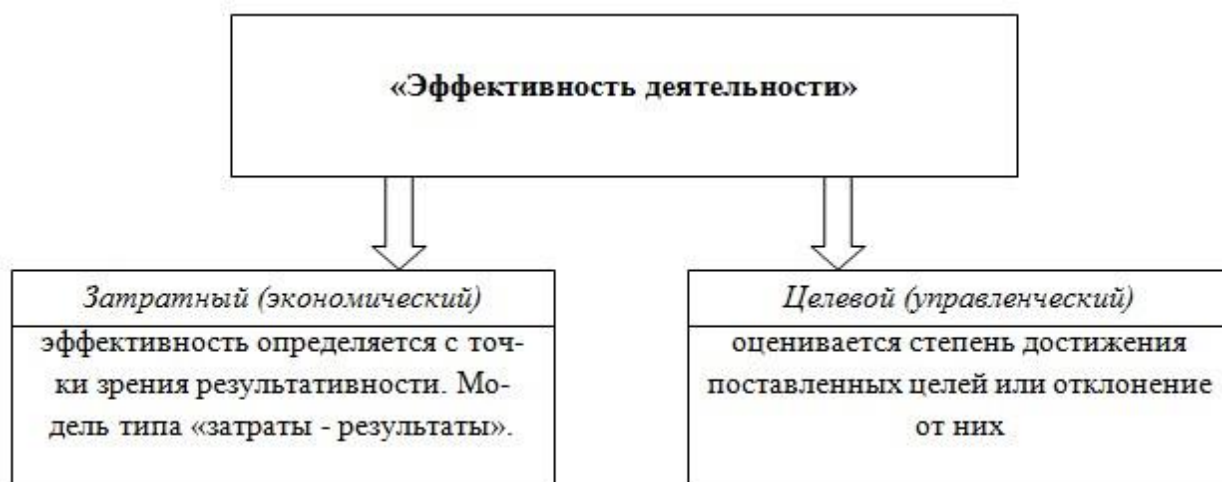 «Эффективность деятельности»
Затратный (экономический)
эффективность определяется с точ-
ки зрения результативности. Мо-
дель типа «затраты - результаты».
Целевой (управленческий)
оценивается степень достижения
поставленных целей или отклонение
от них